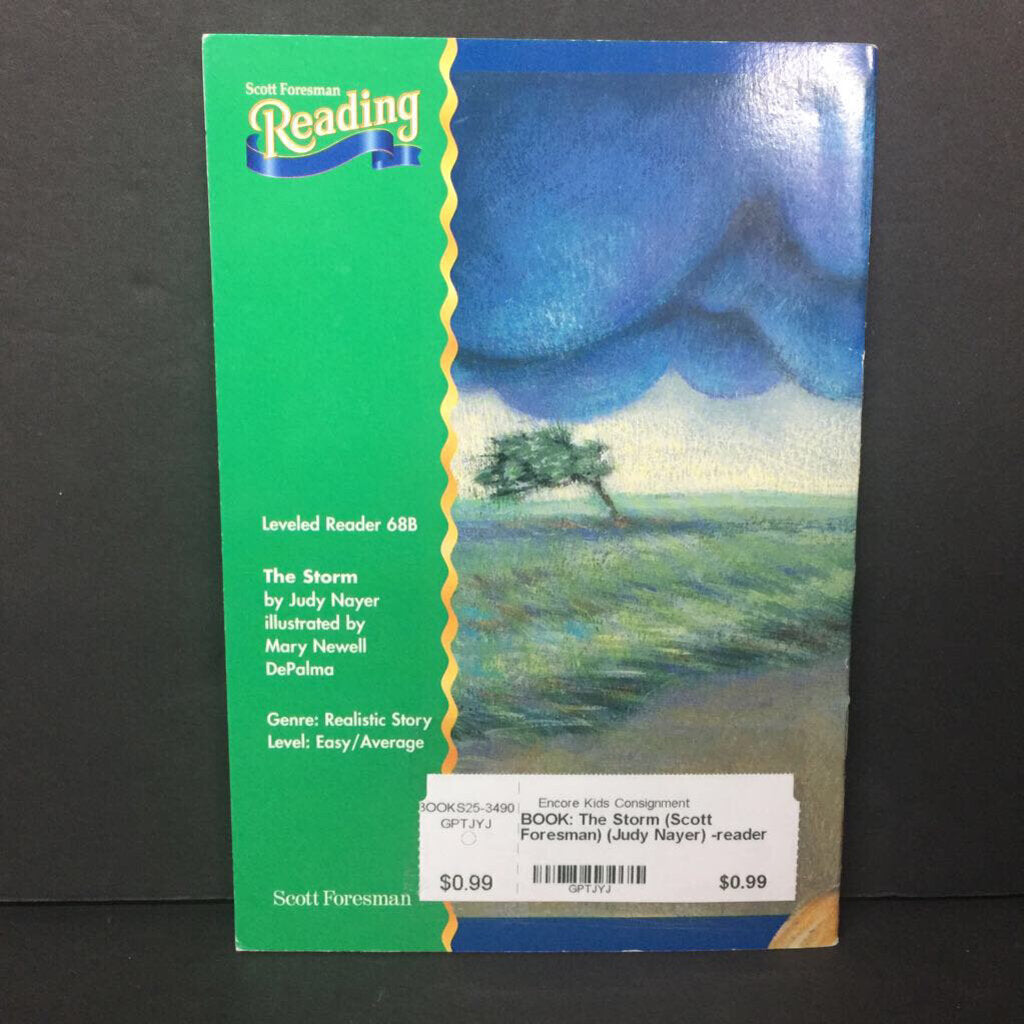 Scott Foresman
Reading
Leveled Reader 68B
The Storm
by Judy Nayer
illustrated by
Mary Newell
DePalma
Genre: Realistic Story
Level: Easy/Average
Scott Foresman
BOOKS25-3490
GPTJYJ
$0.99
Encore Kids Consignment
BOOK: The Storm (Scott
Foresman) (Judy Nayer) -reader
GPTJYJ
$0.99